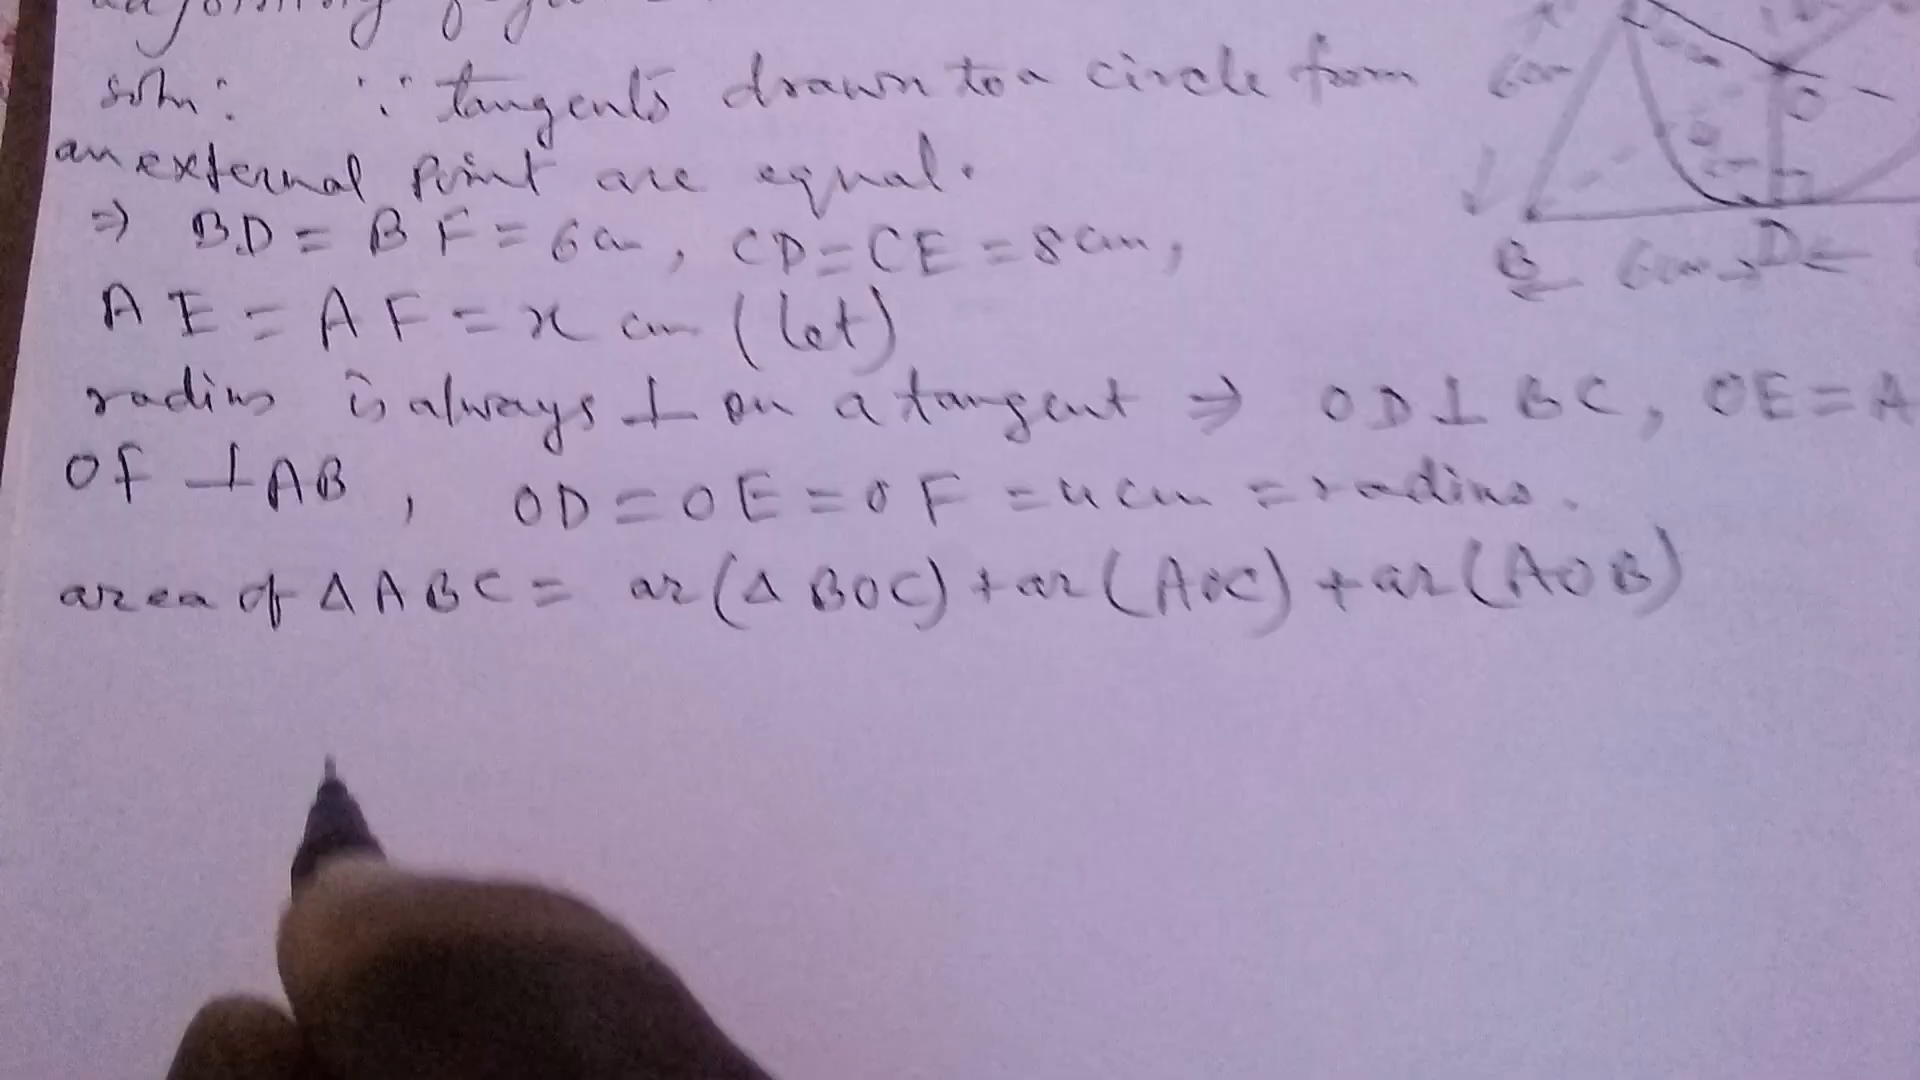 soln: ∵ tangents drawn to a circle from
an external point are equal.
⇒ BD = BF = 6cm, CD = CE = 8cm,
AE = AF = x cm (let)
radius is always ⊥ on a tangent ⇒ OD ⊥ BC, OE = A
OF ⊥ AB, OD = OE = OF = 4cm = radius.
area of ΔABC = ar(ΔBOC) + ar(AOC) + ar(AOB)
6cm
O
B 6cm D